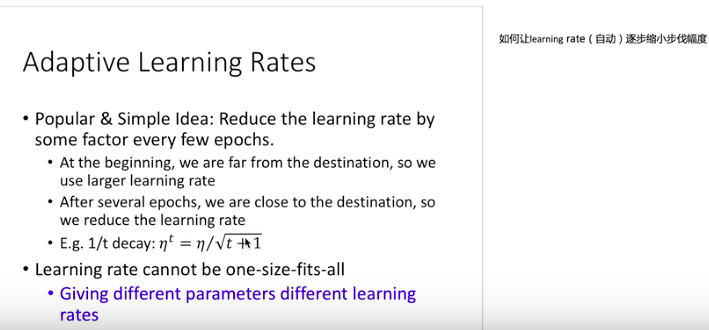 如何让learning rate（自动）逐步缩小步伐幅度
Adaptive Learning Rates
• Popular & Simple Idea: Reduce the learning rate by
some factor every few epochs.
• At the beginning, we are far from the destination, so we
use larger learning rate
• After several epochs, we are close to the destination, so
we reduce the learning rate
• E.g. 1/t decay: ηᵗ = η/√t + 1
• Learning rate cannot be one-size-fits-all
• Giving different parameters different learning
rates